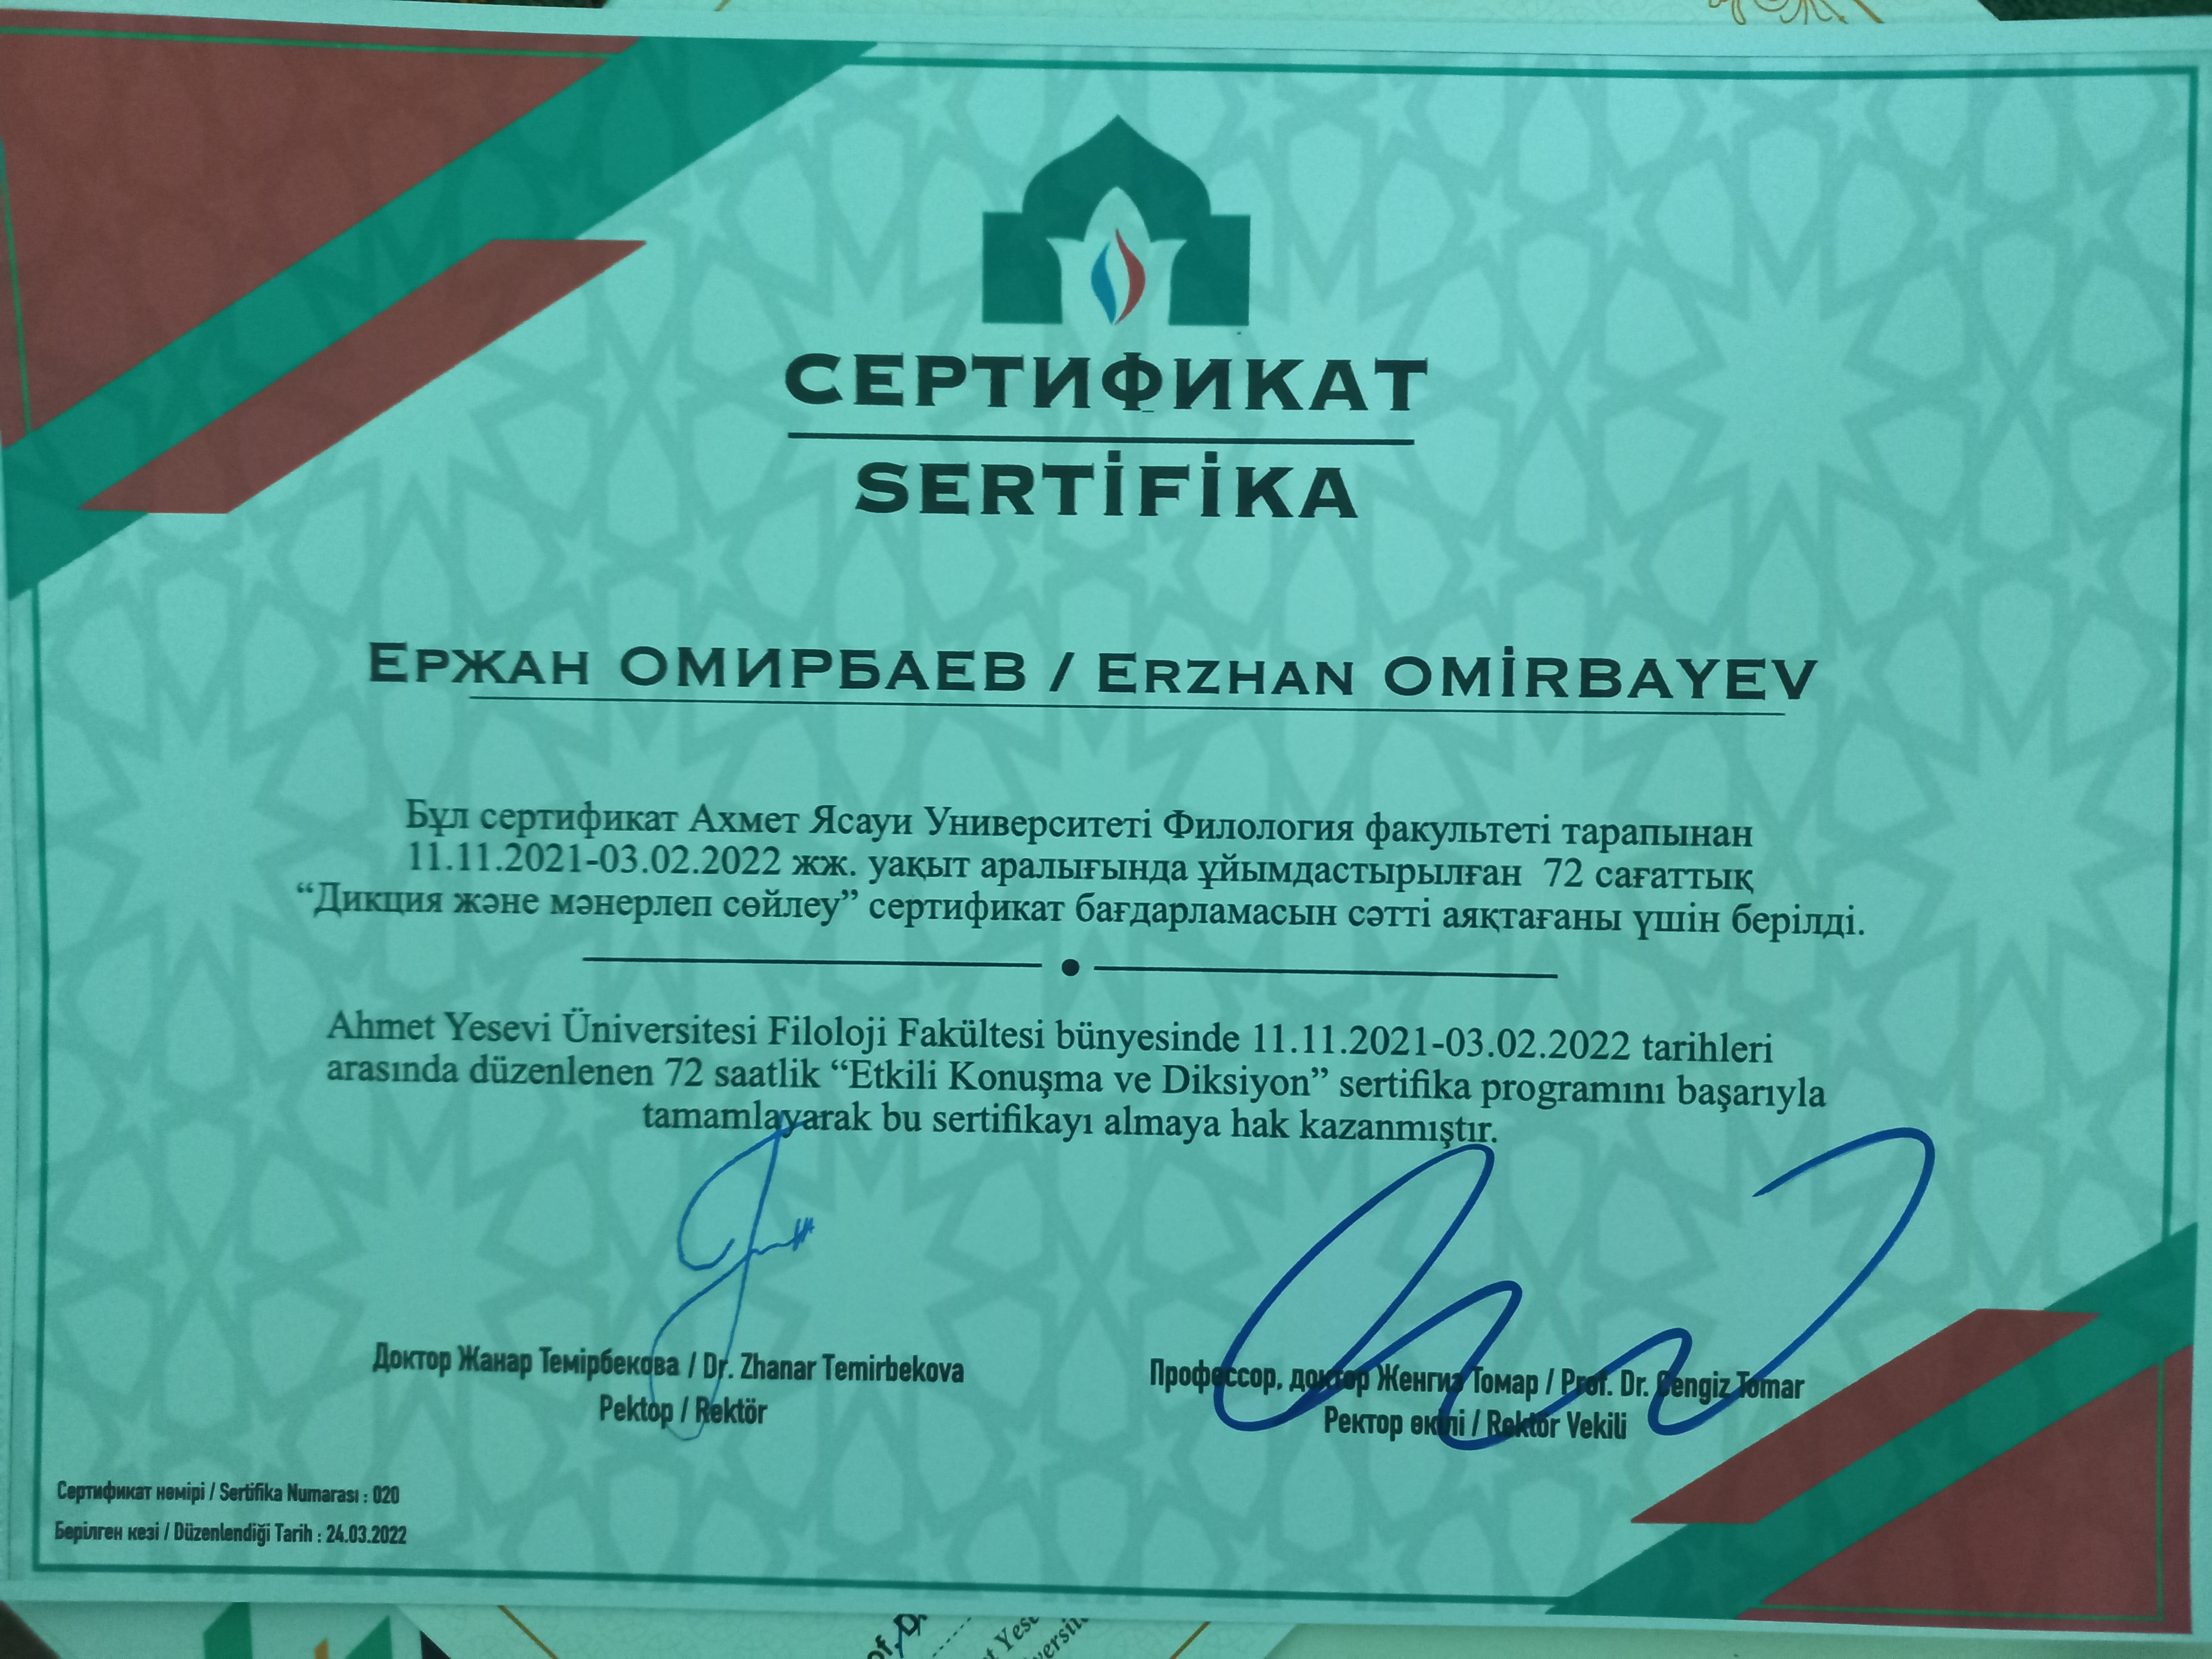 СЕРТИФИКАТ
SERTİFİKA
Ержан ОМИРБАЕВ / Erzhan OMİRBAYEV
Бұл сертификат Ахмет Ясауи Университеті Филология факультеті тарапынан
11.11.2021-03.02.2022 жж. уақыт аралығында ұйымдастырылған 72 сағаттық
“Дикция және мәнерлеп сөйлеу” сертификат бағдарламасын сәтті аяқтағаны үшін берілді.
Ahmet Yesevi Üniversitesi Filoloji Fakültesi bünyesinde 11.11.2021-03.02.2022 tarihleri
arasında düzenlenen 72 saatlik “Etkili Konuşma ve Diksiyon” sertifika programını başarıyla
tamamlayarak bu sertifikayı almaya hak kazanmıştır.
Доктор Жанар Темірбекова / Dr. Zhanar Temirbekova
Ректор / Rektör
Профессор, доктор Женгиз Томар / Prof. Dr. Cengiz Tomar
Ректор өкілі / Rektör Vekili
Сертификат нөмірі / Sertifika Numarası : 020
Берілген кезі / Düzenlendiği Tarih : 24.03.2022